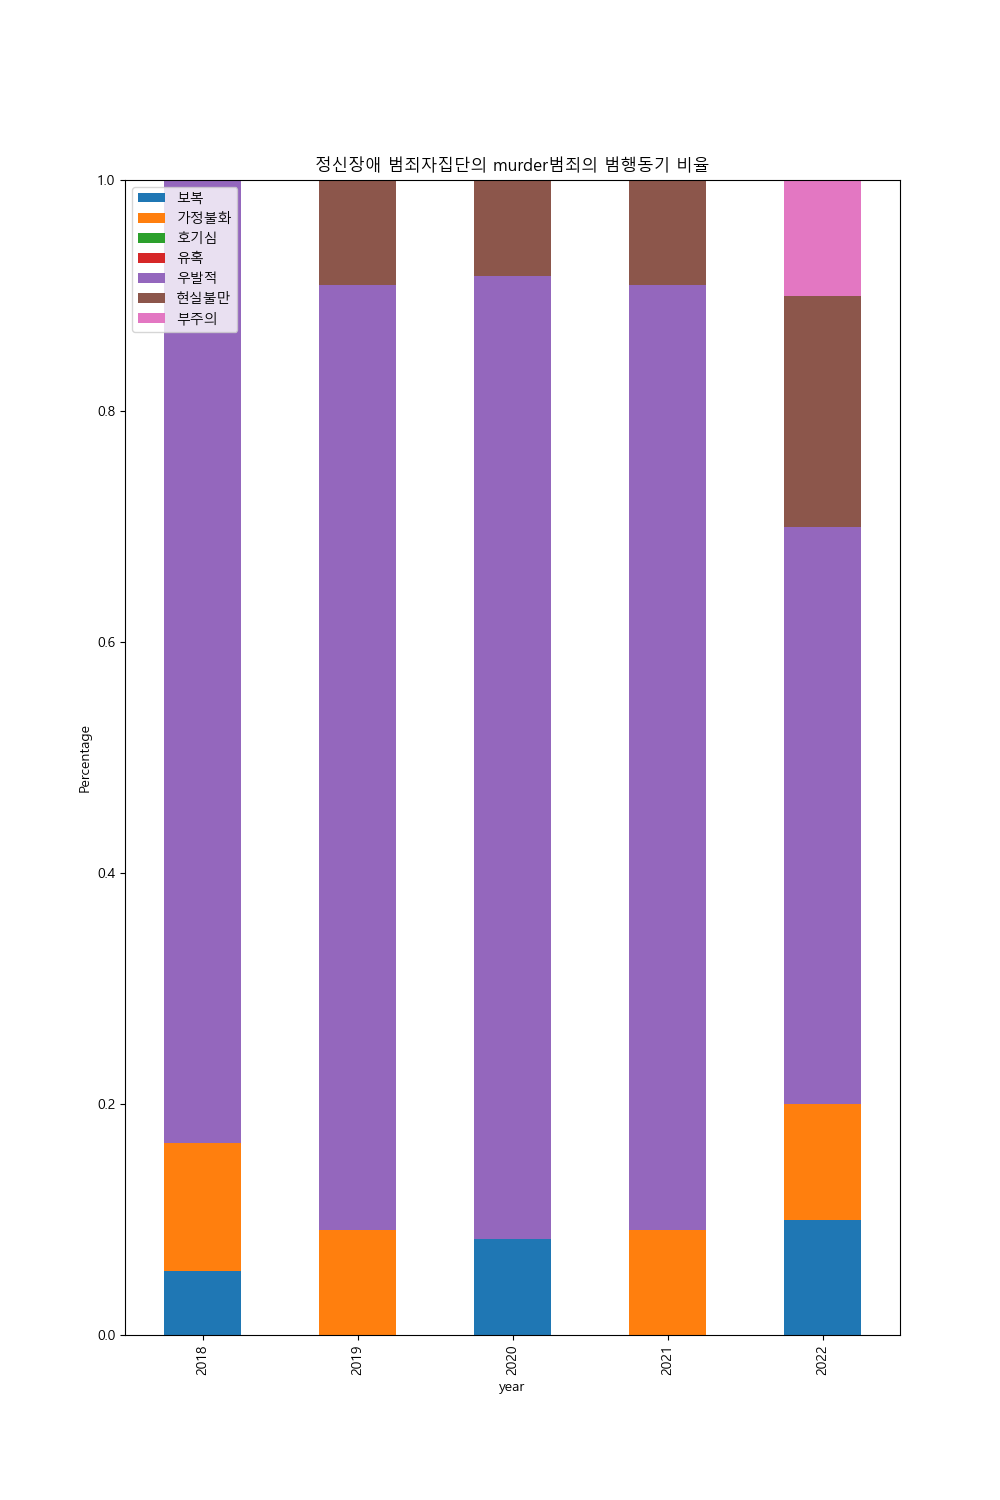 정신장애 범죄자집단의 murder범죄의 범행동기 비율
1.0
0.8
0.6
0.4
0.2
0.0
Percentage
보복
가정불화
호기심
유혹
우발적
현실불만
부주의
2018
2019
2020
2021
2022
year